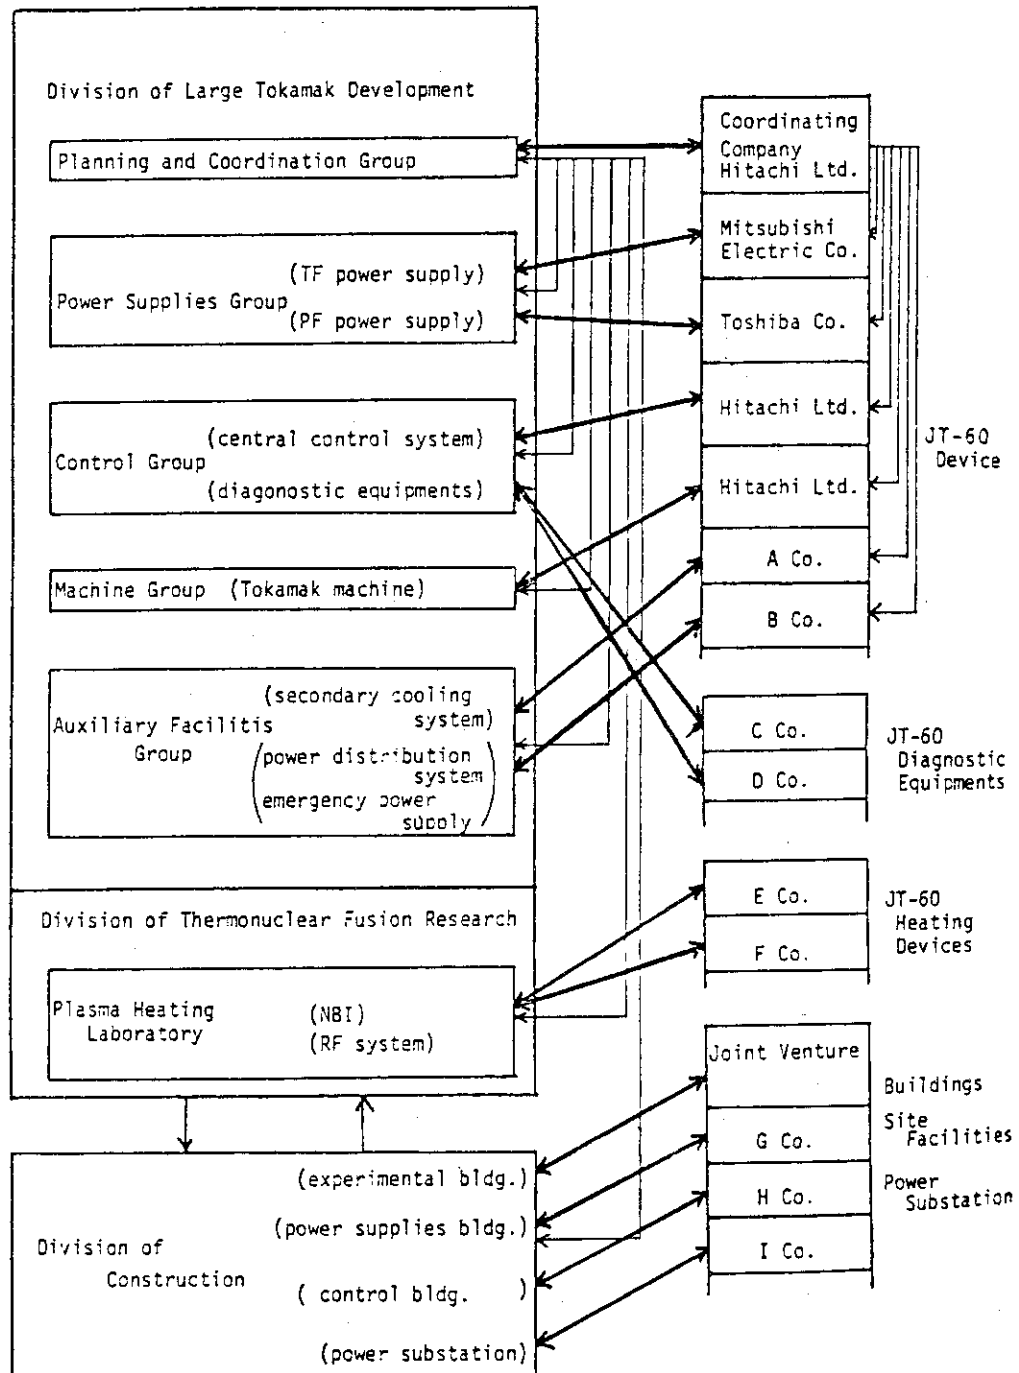 Division of Large Tokamak Development
Planning and Coordination Group
Power Supplies Group
(TF power supply)
(PF power supply)
Control Group
(central control system)
(diagonostic equipments)
Machine Group (Tokamak machine)
Auxiliary Facilitis
Group
(secondary cooling
system)
(power distribution
system
emergency power
supply)
Division of Thermonuclear Fusion Research
Plasma Heating
Laboratory
(NBI)
(RF system)
Division of
Construction
(experimental bldg.)
(power supplies bldg.)
( control bldg. )
(power substation)
Coordinating
Company
Hitachi Ltd.
Mitsubishi
Electric Co.
Toshiba Co.
Hitachi Ltd.
Hitachi Ltd.
A Co.
B Co.
JT-60
Device
C Co.
D Co.
JT-60
Diagnostic
Equipments
E Co.
F Co.
JT-60
Heating
Devices
Joint Venture
G Co.
H Co.
I Co.
Buildings
Site
Facilities
Power
Substation